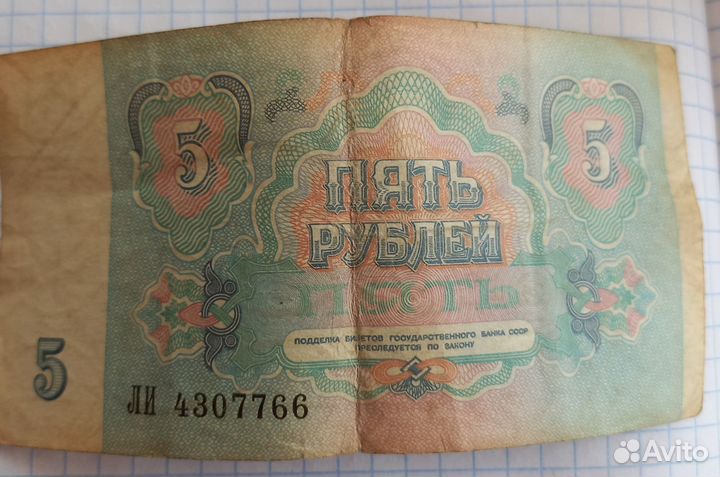 5
5
ПЯТЬ
РУБЛЕЙ
ПЯТЬ
ПОДДЕЛКА БИЛЕТОВ ГОСУДАРСТВЕННОГО БАНКА СССР
ПРЕСЛЕДУЕТСЯ ПО ЗАКОНУ
5
ЛИ 4307766
Avito